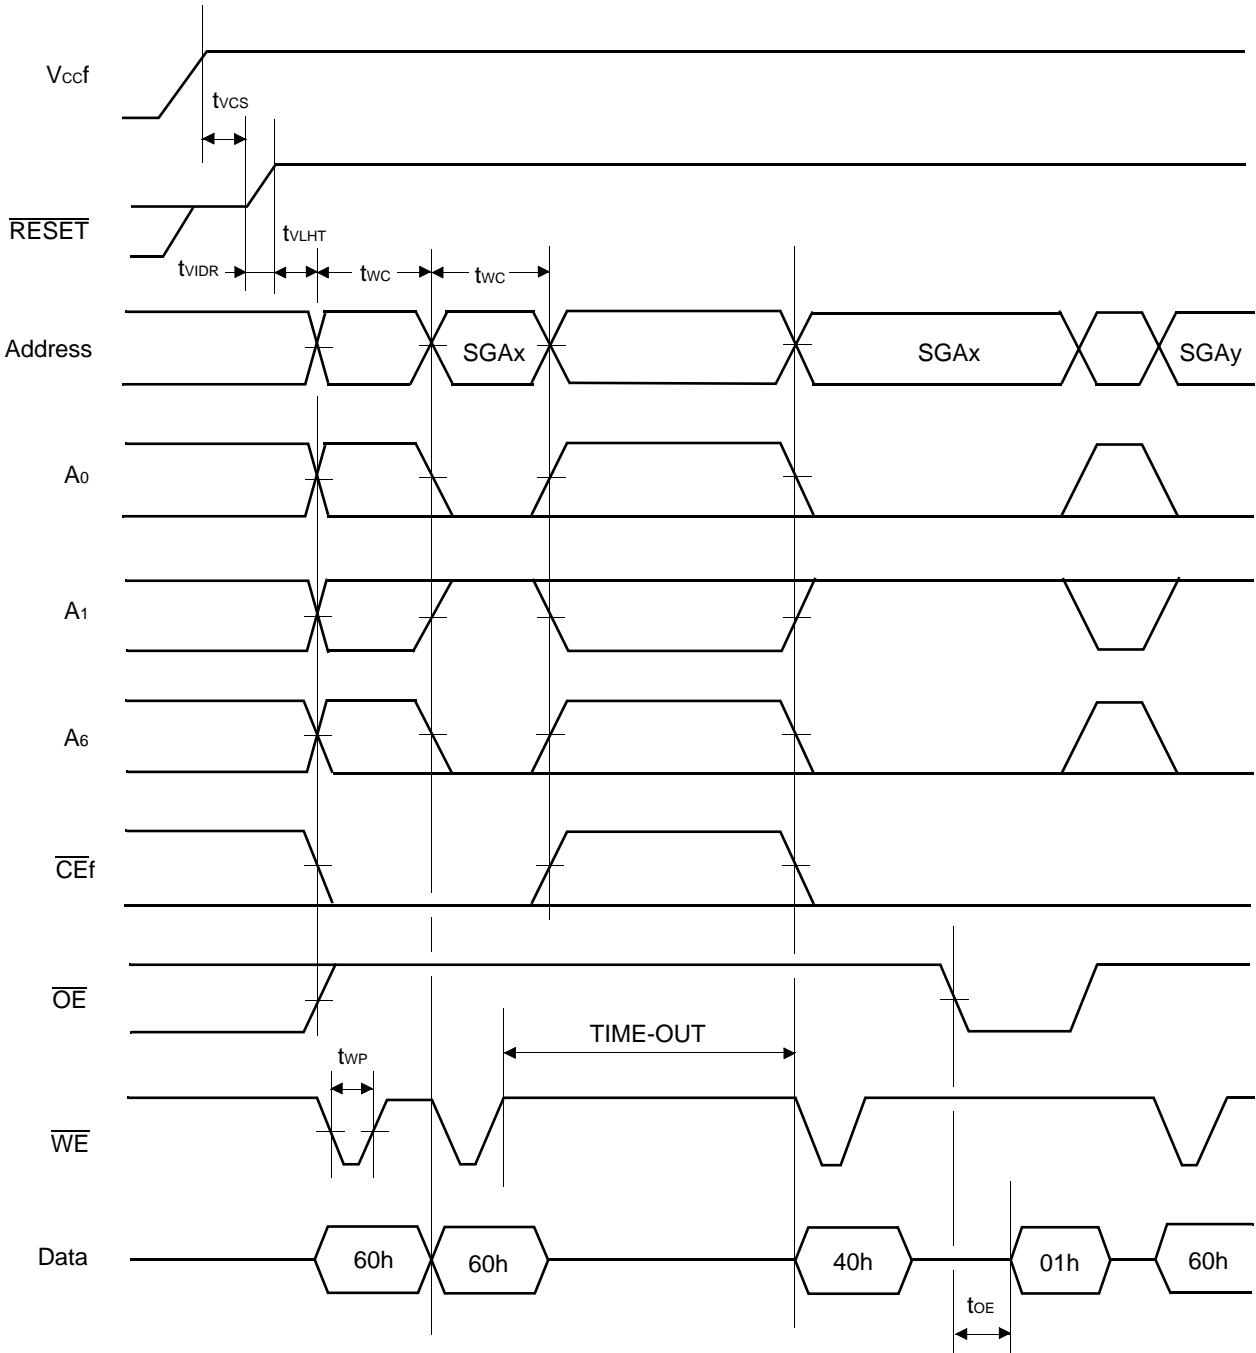 VCCf
tVCS
RESET
tVLHT
tVIDR
tWC
tWC
Address
SGAx
SGAx
SGAy
A0
A1
A6
CEf
OE
TIME-OUT
tWP
WE
Data
60h
60h
40h
01h
60h
tOE